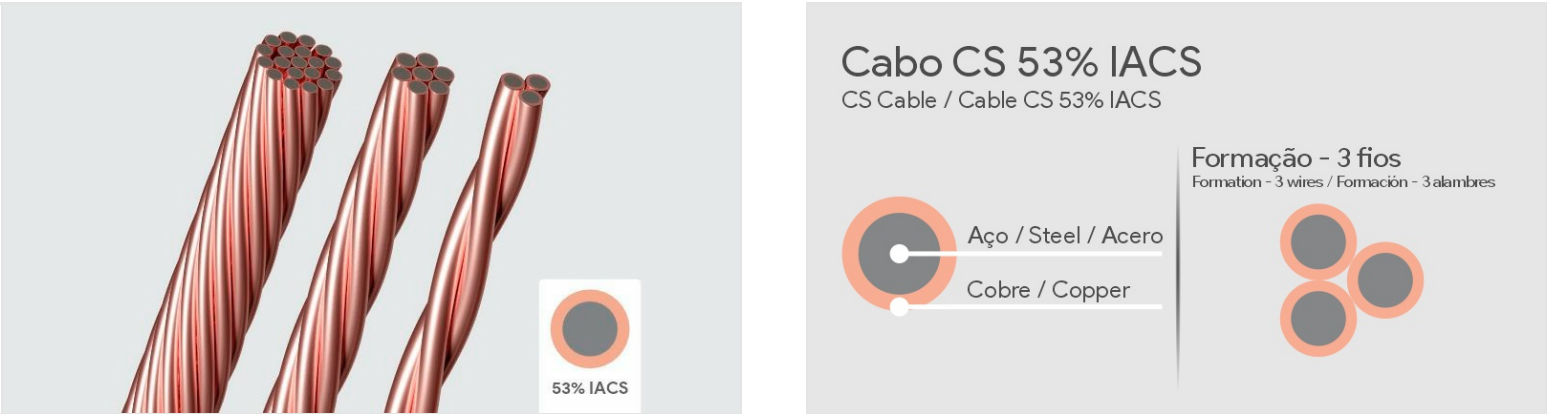 53% IACS
Cabo CS 53% IACS
CS Cable / Cable CS 53% IACS
Formação - 3 fios
Formation - 3 wires / Formación - 3 alambres
Aço / Steel / Acero
Cobre / Copper